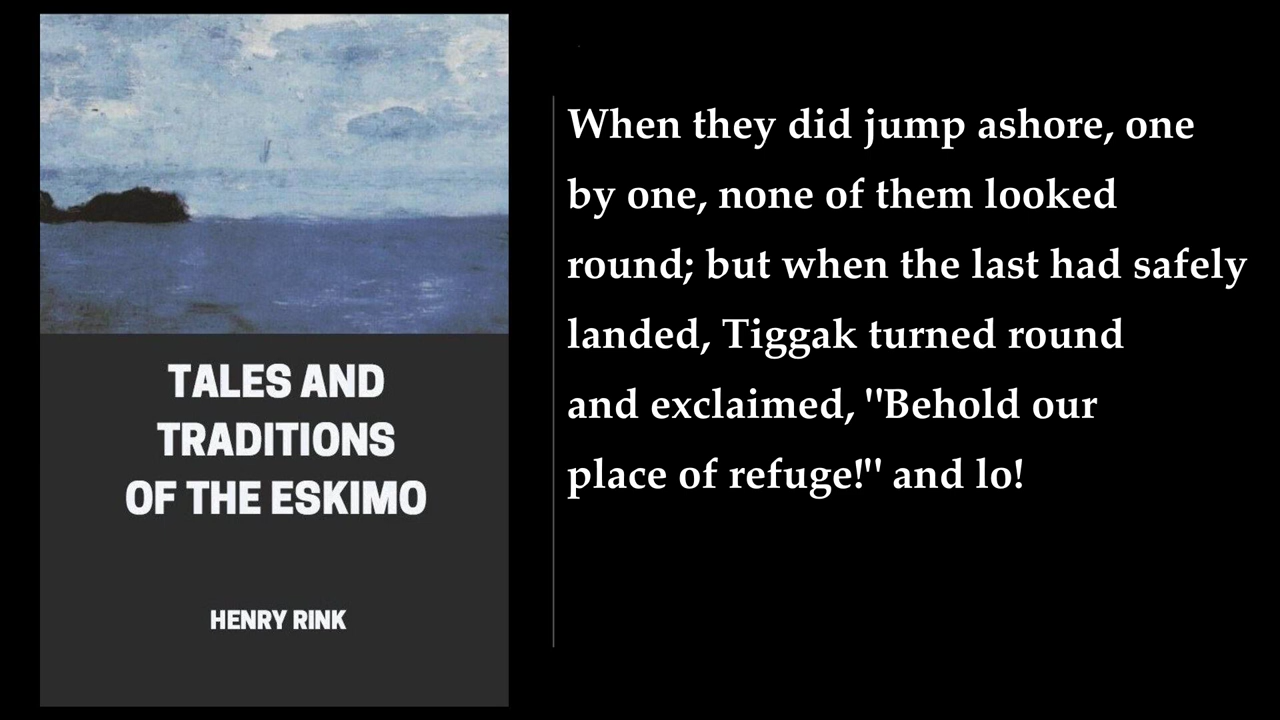 TALES AND
TRADITIONS
OF THE ESKIMO
HENRY RINK
When they did jump ashore, one
by one, none of them looked
round; but when the last had safely
landed, Tiggak turned round
and exclaimed, "Behold our
place of refuge!" and lo!